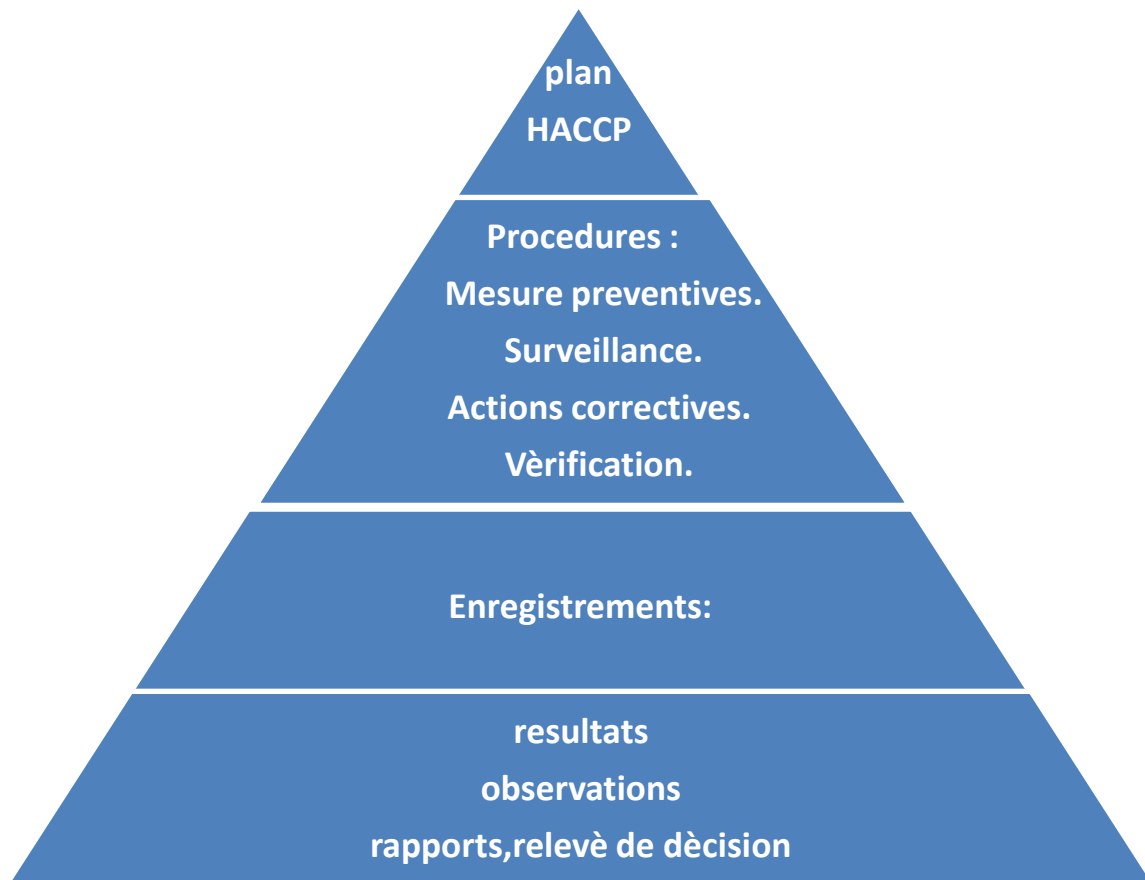 plan
HACCP
Procedures :
Mesure preventives.
Surveillance.
Actions correctives.
Vèrification.
Enregistrements:
resultats
observations
rapports,relevè de dècision